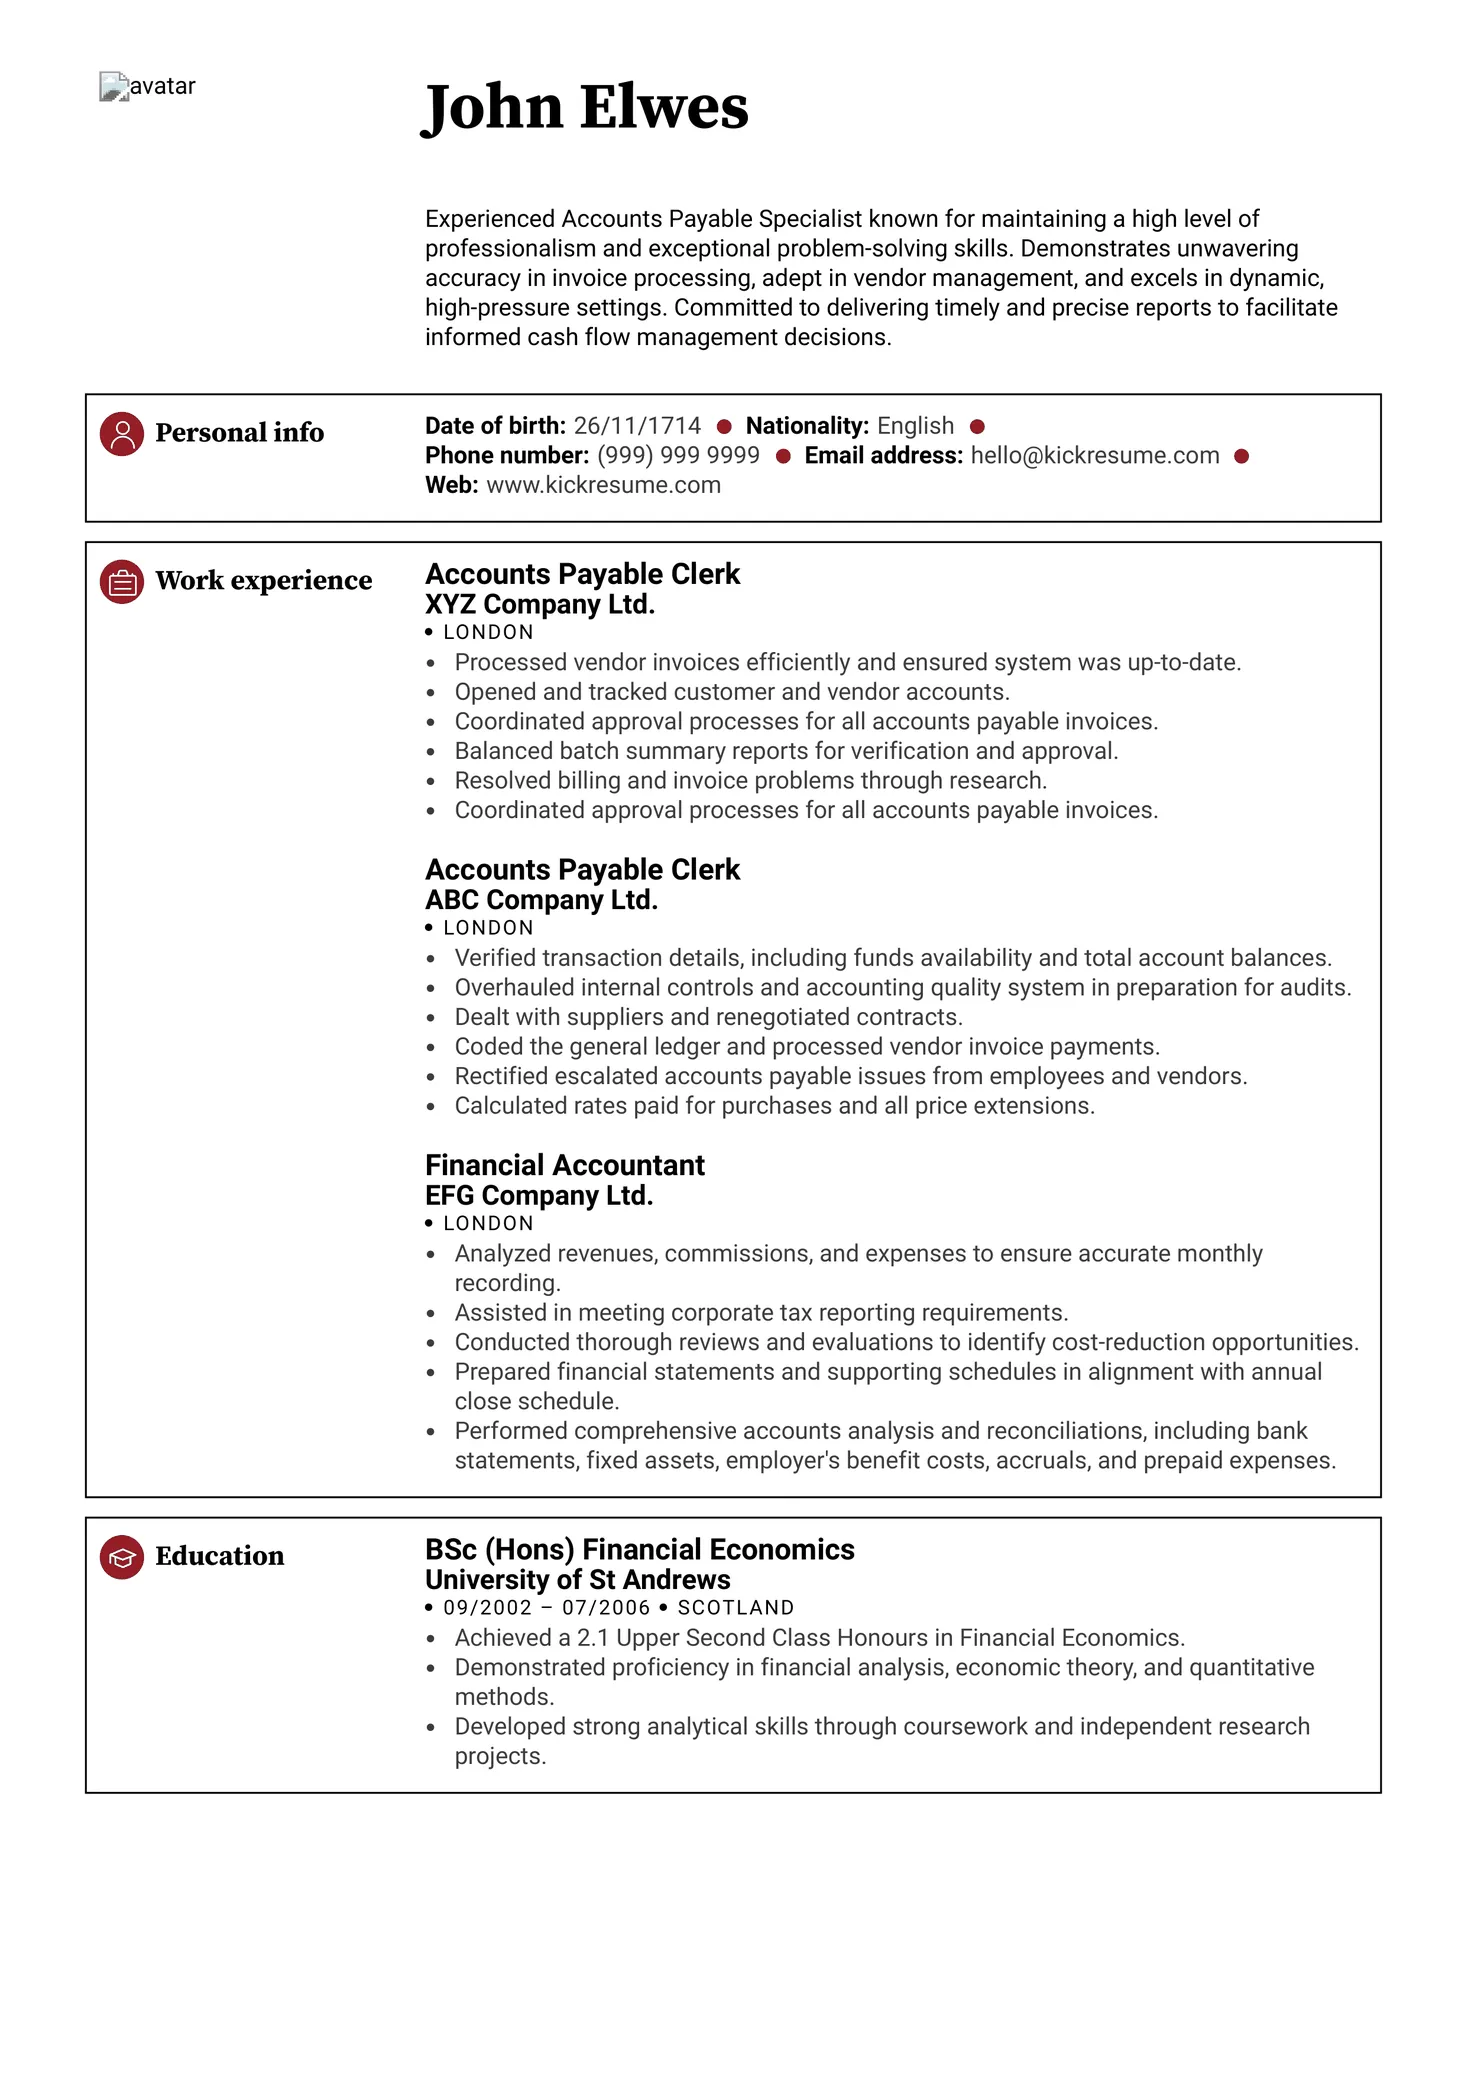 avatar
John Elwes
Experienced Accounts Payable Specialist known for maintaining a high level of
professionalism and exceptional problem-solving skills. Demonstrates unwavering
accuracy in invoice processing, adept in vendor management, and excels in dynamic,
high-pressure settings. Committed to delivering timely and precise reports to facilitate
informed cash flow management decisions.
Personal info
Date of birth: 26/11/1714 ● Nationality: English ●
Phone number: (999) 999 9999 ● Email address: hello@kickresume.com ●
Web: www.kickresume.com
Work experience
Accounts Payable Clerk
XYZ Company Ltd.
• LONDON
• Processed vendor invoices efficiently and ensured system was up-to-date.
• Opened and tracked customer and vendor accounts.
• Coordinated approval processes for all accounts payable invoices.
• Balanced batch summary reports for verification and approval.
• Resolved billing and invoice problems through research.
• Coordinated approval processes for all accounts payable invoices.
Accounts Payable Clerk
ABC Company Ltd.
• LONDON
• Verified transaction details, including funds availability and total account balances.
• Overhauled internal controls and accounting quality system in preparation for audits.
• Dealt with suppliers and renegotiated contracts.
• Coded the general ledger and processed vendor invoice payments.
• Rectified escalated accounts payable issues from employees and vendors.
• Calculated rates paid for purchases and all price extensions.
Financial Accountant
EFG Company Ltd.
• LONDON
• Analyzed revenues, commissions, and expenses to ensure accurate monthly
recording.
• Assisted in meeting corporate tax reporting requirements.
• Conducted thorough reviews and evaluations to identify cost-reduction opportunities.
• Prepared financial statements and supporting schedules in alignment with annual
close schedule.
• Performed comprehensive accounts analysis and reconciliations, including bank
statements, fixed assets, employer's benefit costs, accruals, and prepaid expenses.
Education
BSc (Hons) Financial Economics
University of St Andrews
• 09/2002 – 07/2006 • SCOTLAND
• Achieved a 2.1 Upper Second Class Honours in Financial Economics.
• Demonstrated proficiency in financial analysis, economic theory, and quantitative
methods.
• Developed strong analytical skills through coursework and independent research
projects.